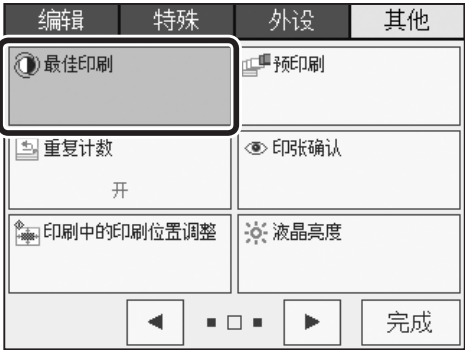 编辑 特殊 外设 其他
最佳印刷 预印刷
重复计数 印张确认
开
印刷中的印刷位置调整 液晶亮度
完成